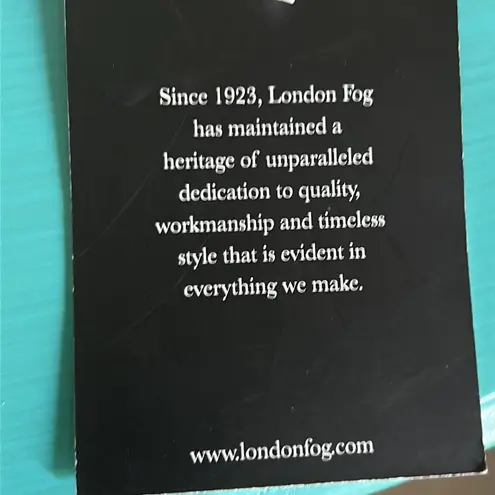 Since 1923, London Fog
has maintained a
heritage of unparalleled
dedication to quality,
workmanship and timeless
style that is evident in
everything we make.
www.londonfog.com